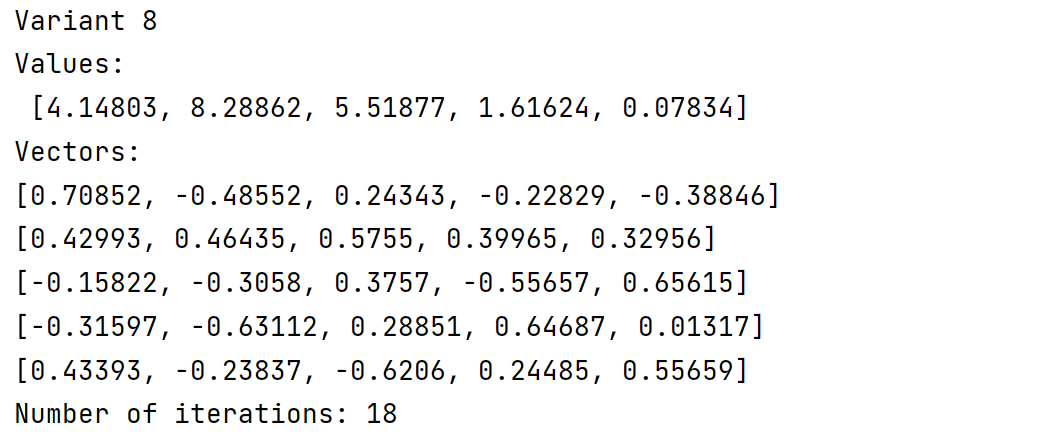 Variant 8
Values:
[4.14803, 8.28862, 5.51877, 1.61624, 0.07834]
Vectors:
[0.70852, -0.48552, 0.24343, -0.22829, -0.38846]
[0.42993, 0.46435, 0.5755, 0.39965, 0.32956]
[-0.15822, -0.3058, 0.3757, -0.55657, 0.65615]
[-0.31597, -0.63112, 0.28851, 0.64687, 0.01317]
[0.43393, -0.23837, -0.6206, 0.24485, 0.55659]
Number of iterations: 18